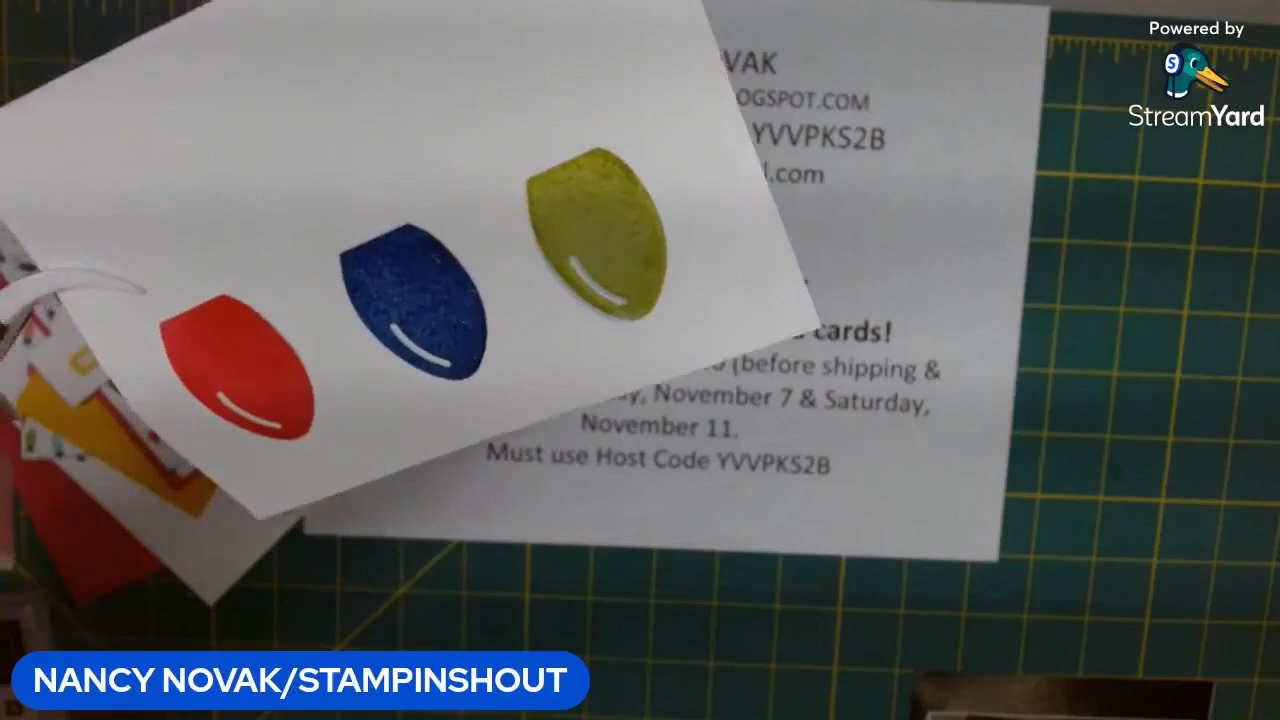 Powered by
StreamYard
VAK
OGSPOT.COM
YVVPKS2B
l.com
cards!
(before shipping &
November 7 & Saturday,
November 11.
Must use Host Code YVVPKS2B
NANCY NOVAK/STAMPINSHOUT